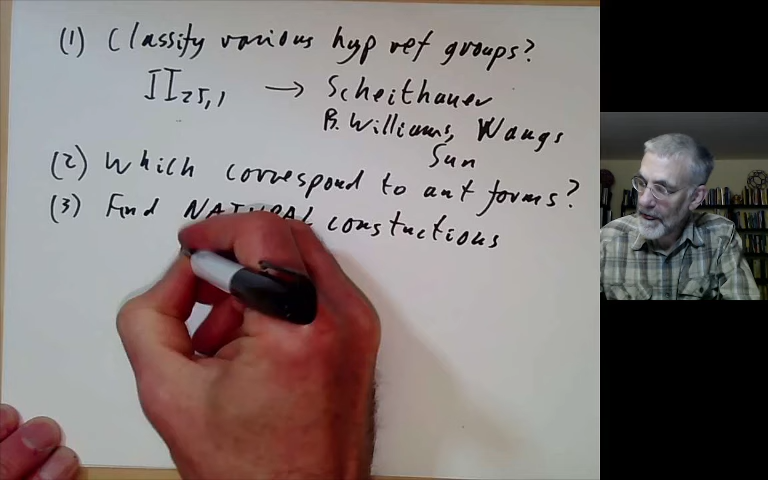 (1) Classify various hyp ref groups?
II25,1 → Scheithauer
B. Williams, Wangs
Sun
(2) Which correspond to aut forms?
(3) Find NATURAL constuctions